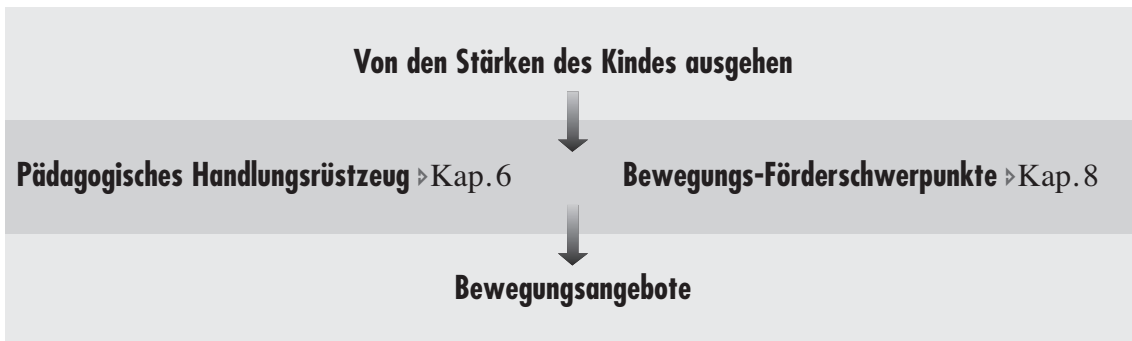 Von den Stärken des Kindes ausgehen
Pädagogisches Handlungsrüstzeug ▹Kap. 6 Bewegungs-Förderschwerpunkte ▹Kap. 8
Bewegungsangebote